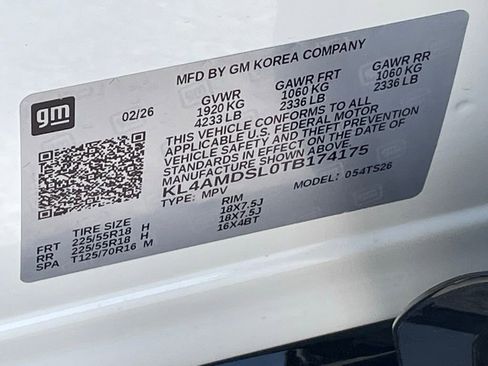 MFD BY GM KOREA COMPANY
gm
02/26
GVWR GAWR FRT GAWR RR
1920 KG 1060 KG 1060 KG
4233 LB 2336 LB 2336 LB
THIS VEHICLE CONFORMS TO ALL
APPLICABLE U.S. FEDERAL MOTOR
VEHICLE SAFETY AND THEFT PREVENTION
STANDARDS IN EFFECT ON THE DATE OF
MANUFACTURE SHOWN ABOVE.
KL4AMDSL0TB174175
TYPE: MPV MODEL: 054TS26
TIRE SIZE RIM
FRT 225/55R18 H 18X7.5J
RR 225/55R18 H 18X7.5J
SPA T125/70R16 M 16X4BT